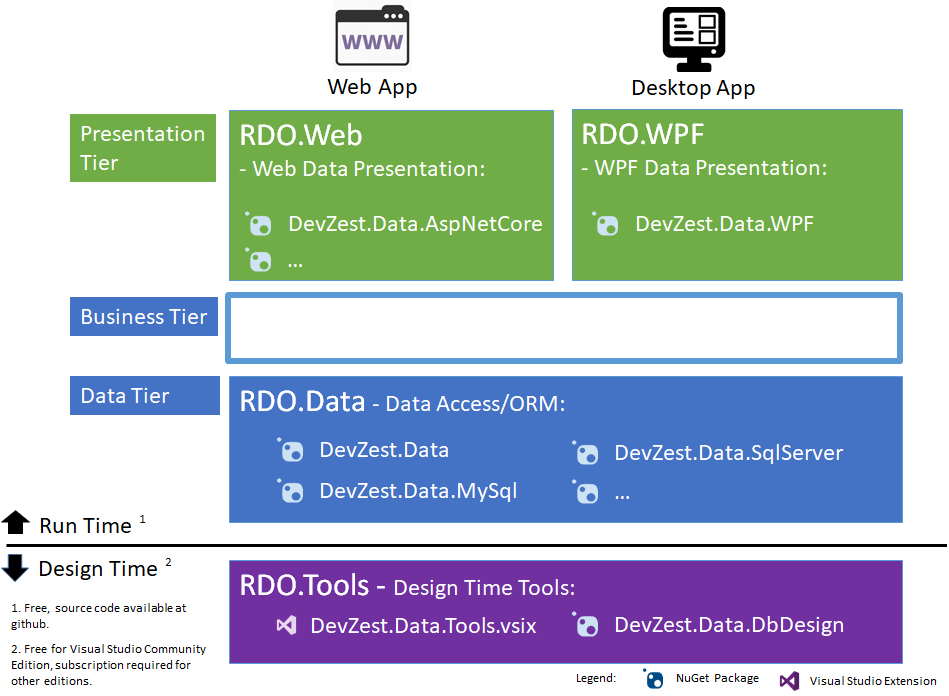 WWW
Web App
Desktop App
Presentation
Tier
RDO.Web
- Web Data Presentation:
DevZest.Data.AspNetCore
...
RDO.WPF
- WPF Data Presentation:
DevZest.Data.WPF
Business Tier
Data Tier
RDO.Data - Data Access/ORM:
DevZest.Data
DevZest.Data.SqlServer
DevZest.Data.MySql
...
Run Time 1
Design Time 2
RDO.Tools - Design Time Tools:
DevZest.Data.Tools.vsix
DevZest.Data.DbDesign
1. Free, source code available at
github.
2. Free for Visual Studio Community
Edition, subscription required for
other editions.
Legend:
NuGet Package
Visual Studio Extension